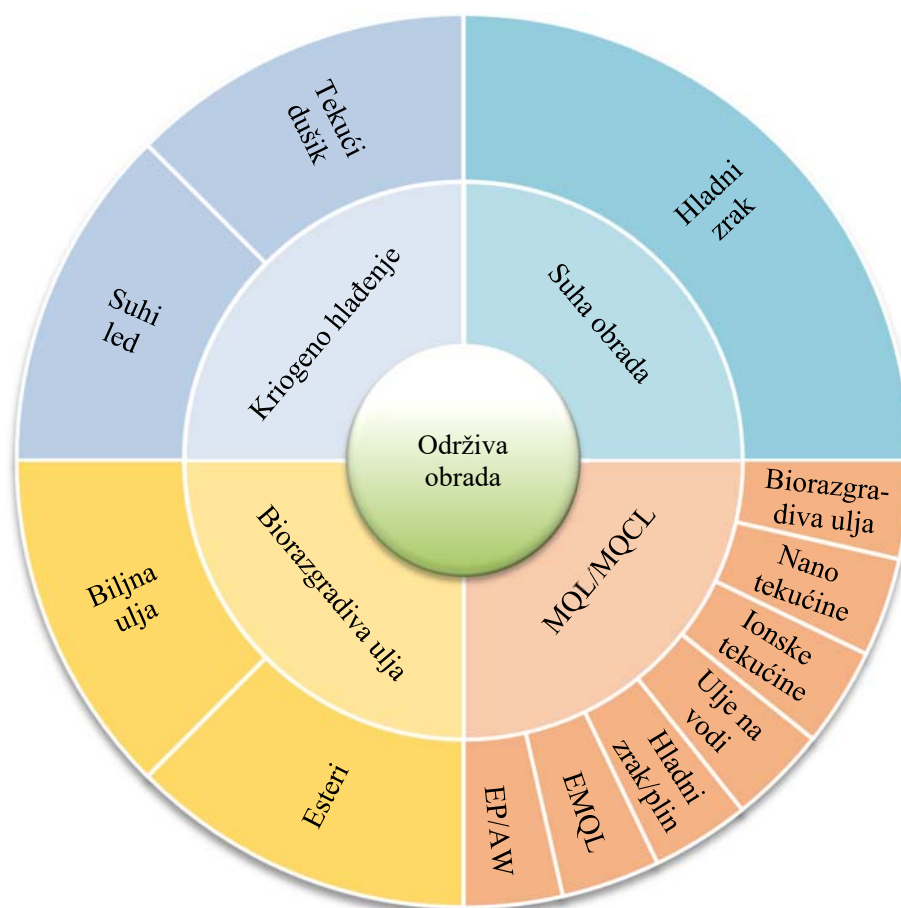 Održiva
obrada
Kriogeno hlađenje
Suhi
led
Tekući
dušik
Suha obrada
Hladni
zrak
MQL/MQCL
Biorazgra-
diva ulja
Nano
tekućine
Ionske
tekućine
Ulje na
vodi
Hladni
zrak/plin
EMQL
EP/AW
Biorazgradiva ulja
Esteri
Biljna
ulja